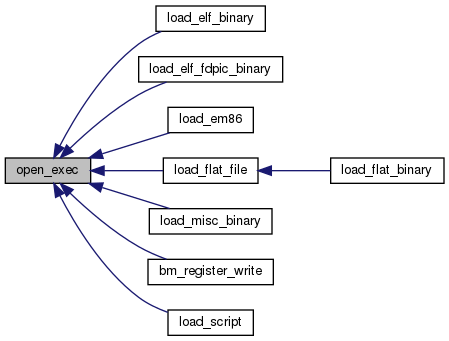 load_elf_binary
load_elf_fdpic_binary
load_em86
open_exec
load_flat_file
load_flat_binary
load_misc_binary
bm_register_write
load_script